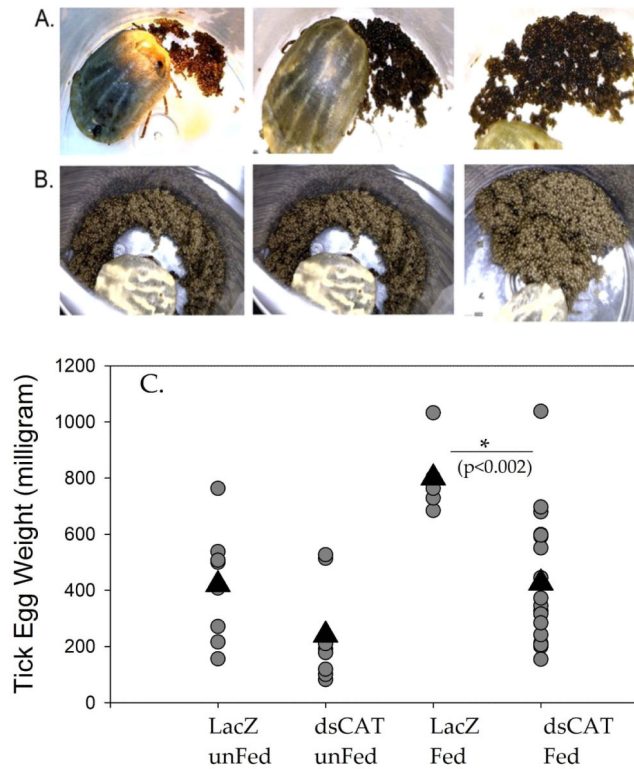 A.
B.
C.
Tick Egg Weight (milligram)
1200
1000
800
600
400
200
0
*
(p<0.002)
LacZ dsCAT LacZ dsCAT
unFed unFed Fed Fed